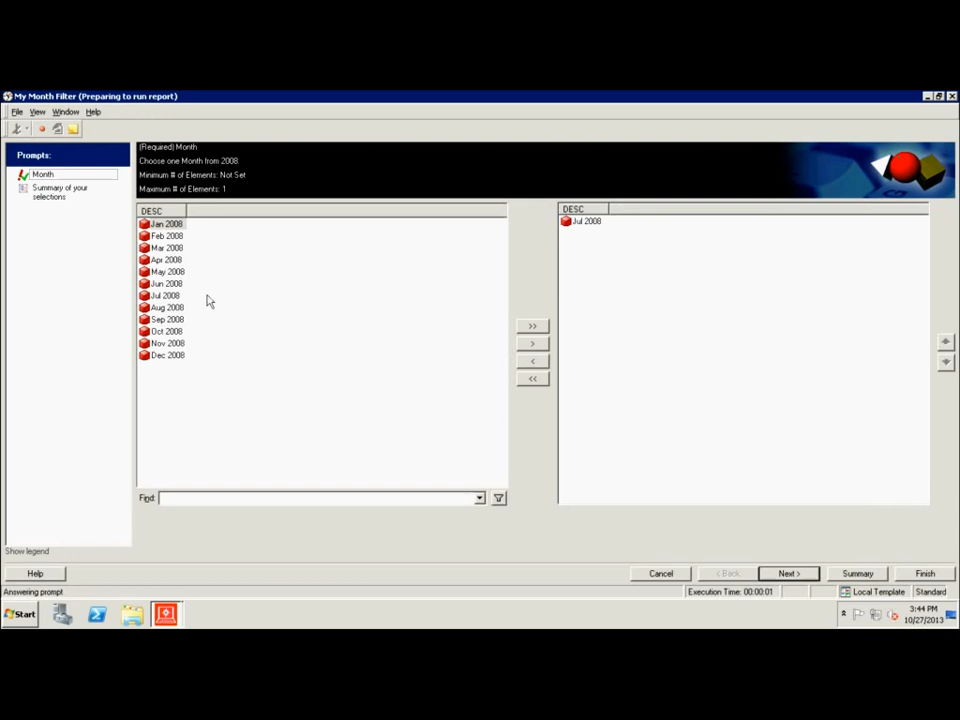 My Month Filter (Preparing to run report)
File View Window Help
Prompts:
Month
Summary of your
selections
(Required) Month
Choose one Month from 2008.
Minimum # of Elements: Not Set
Maximum # of Elements: 1
DESC
Jan 2008
Feb 2008
Mar 2008
Apr 2008
May 2008
Jun 2008
Jul 2008
Aug 2008
Sep 2008
Oct 2008
Nov 2008
Dec 2008
>>
>
<
<<
DESC
Jul 2008
Find:
Show legend
Help
Cancel
< Back
Next >
Summary
Finish
Answering prompt
Execution Time: 00:00:01
Local Template
Standard
Start
3:44 PM
10/27/2013